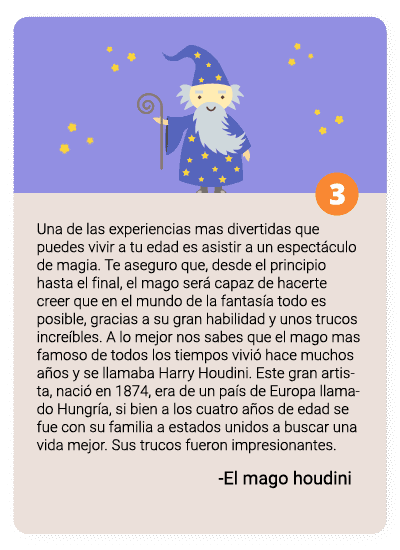 3
Una de las experiencias mas divertidas que
puedes vivir a tu edad es asistir a un espectáculo
de magia. Te aseguro que, desde el principio
hasta el final, el mago será capaz de hacerte
creer que en el mundo de la fantasía todo es
posible, gracias a su gran habilidad y unos trucos
increíbles. A lo mejor nos sabes que el mago mas
famoso de todos los tiempos vivió hace muchos
años y se llamaba Harry Houdini. Este gran artis-
ta, nació en 1874, era de un país de Europa llama-
do Hungría, si bien a los cuatro años de edad se
fue con su familia a estados unidos a buscar una
vida mejor. Sus trucos fueron impresionantes.
-El mago houdini